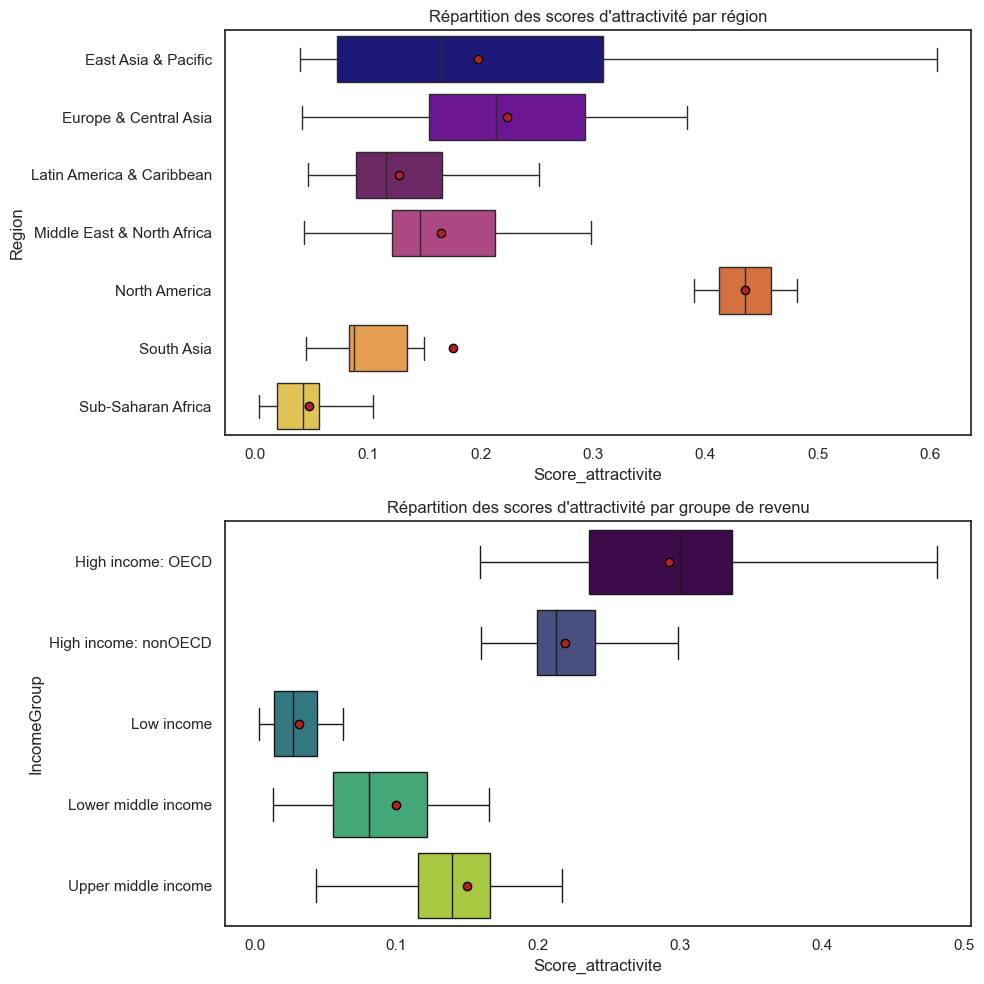 Répartition des scores d'attractivité par région
East Asia & Pacific
Europe & Central Asia
Latin America & Caribbean
Middle East & North Africa
North America
South Asia
Sub-Saharan Africa
Region
0.0 0.1 0.2 0.3 0.4 0.5 0.6
Score_attractivite
Répartition des scores d'attractivité par groupe de revenu
High income: OECD
High income: nonOECD
Low income
Lower middle income
Upper middle income
IncomeGroup
0.0 0.1 0.2 0.3 0.4 0.5
Score_attractivite